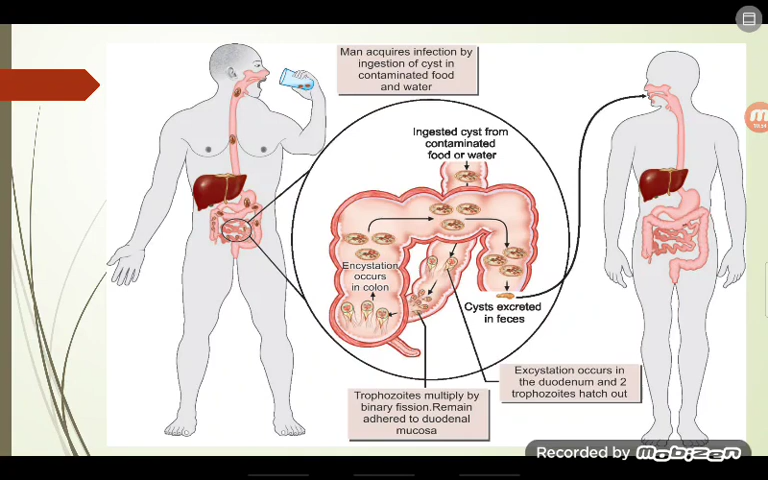 Man acquires infection by
ingestion of cyst in
contaminated food
and water
Ingested cyst from
contaminated
food or water
Encystation
occurs
in colon
Cysts excreted
in feces
Excystation occurs in
the duodenum and 2
trophozoites hatch out
Trophozoites multiply by
binary fission.Remain
adhered to duodenal
mucosa
Recorded by
MOBIZEN